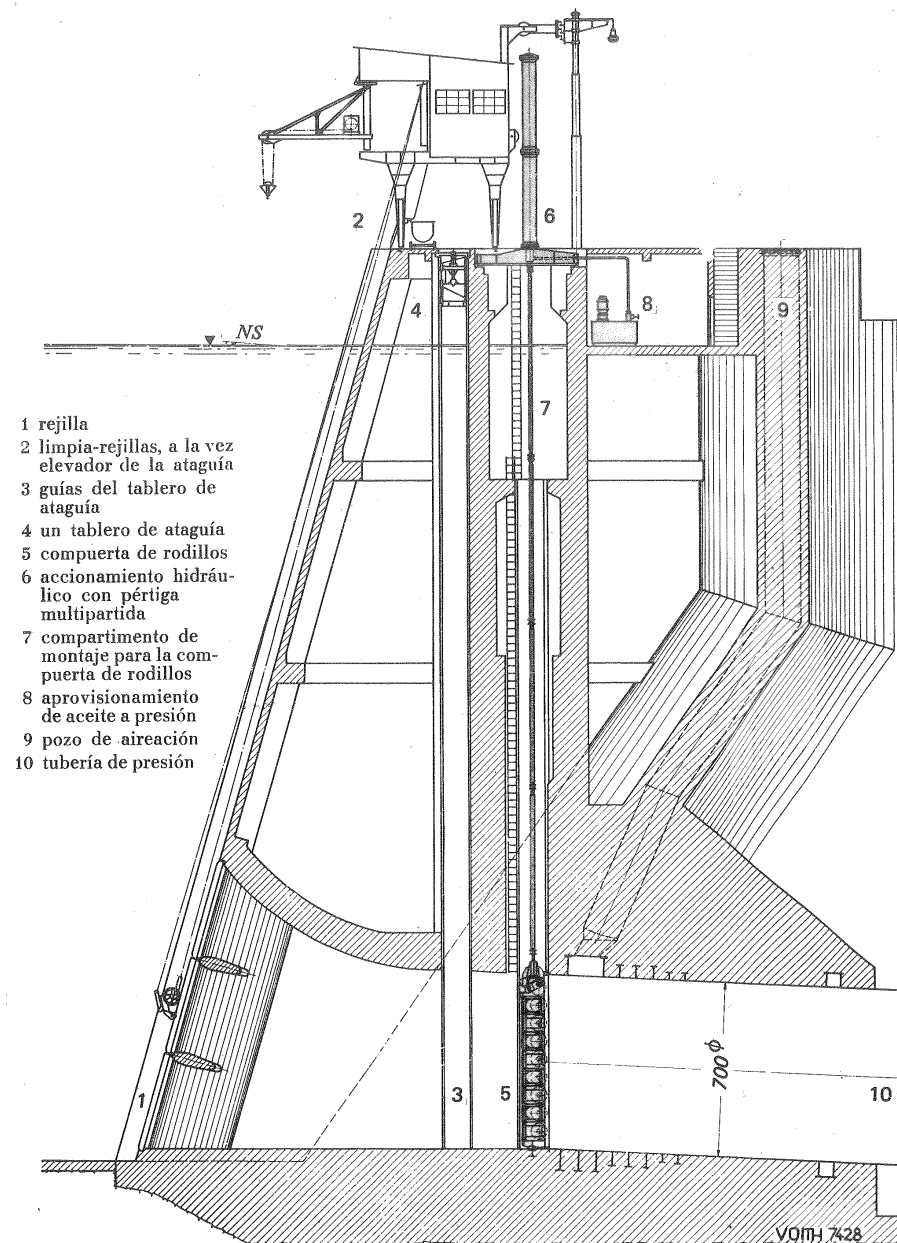 2
6
4
8
9
NS
7
1 rejilla
2 limpia-rejillas, a la vez
elevador de la ataguía
3 guías del tablero de
ataguía
4 un tablero de ataguía
5 compuerta de rodillos
6 accionamiento hidráu-
lico con pértiga
multipartida
7 compartimento de
montaje para la com-
puerta de rodillos
8 aprovisionamiento
de aceite a presión
9 pozo de aireación
10 tubería de presión
700 ϕ
1
3
5
10
VOITH 7428